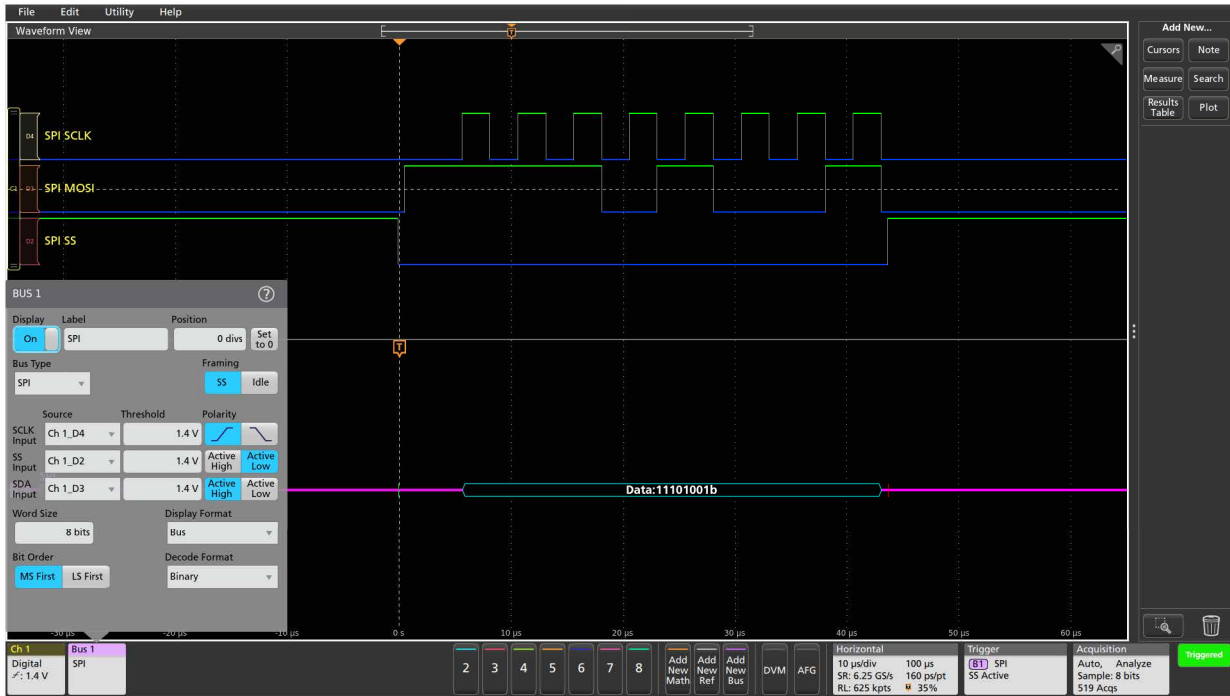 File Edit Utility Help
Waveform View
Add New...
Cursors Note
Measure Search
Results Table Plot
D4 SPI SCLK
C1 D3 SPI MOSI
D2 SPI SS
BUS 1 ?
Display Label Position
On SPI 0 divs Set to 0
Bus Type Framing
SPI SS Idle
Source Threshold Polarity
SCLK Input Ch 1_D4 1.4 V
SS Input Ch 1_D2 1.4 V Active High Active Low
SDA Input Ch 1_D3 1.4 V Active High Active Low
Word Size Display Format
8 bits Bus
Bit Order Decode Format
MS First LS First Binary
T
T
Data:11101001b
-30 µs -20 µs -10 µs 0 s 10 µs 20 µs 30 µs 40 µs 50 µs 60 µs
Ch 1
Digital
: 1.4 V
Bus 1
SPI
2 3 4 5 6 7 8
Add New Math
Add New Ref
Add New Bus
DVM AFG
Horizontal
10 µs/div 100 µs
SR: 6.25 GS/s 160 ps/pt
RL: 625 kpts 35%
Trigger
B1 SPI
SS Active
Acquisition
Auto, Analyze
Sample: 8 bits
519 Acqs
Triggered